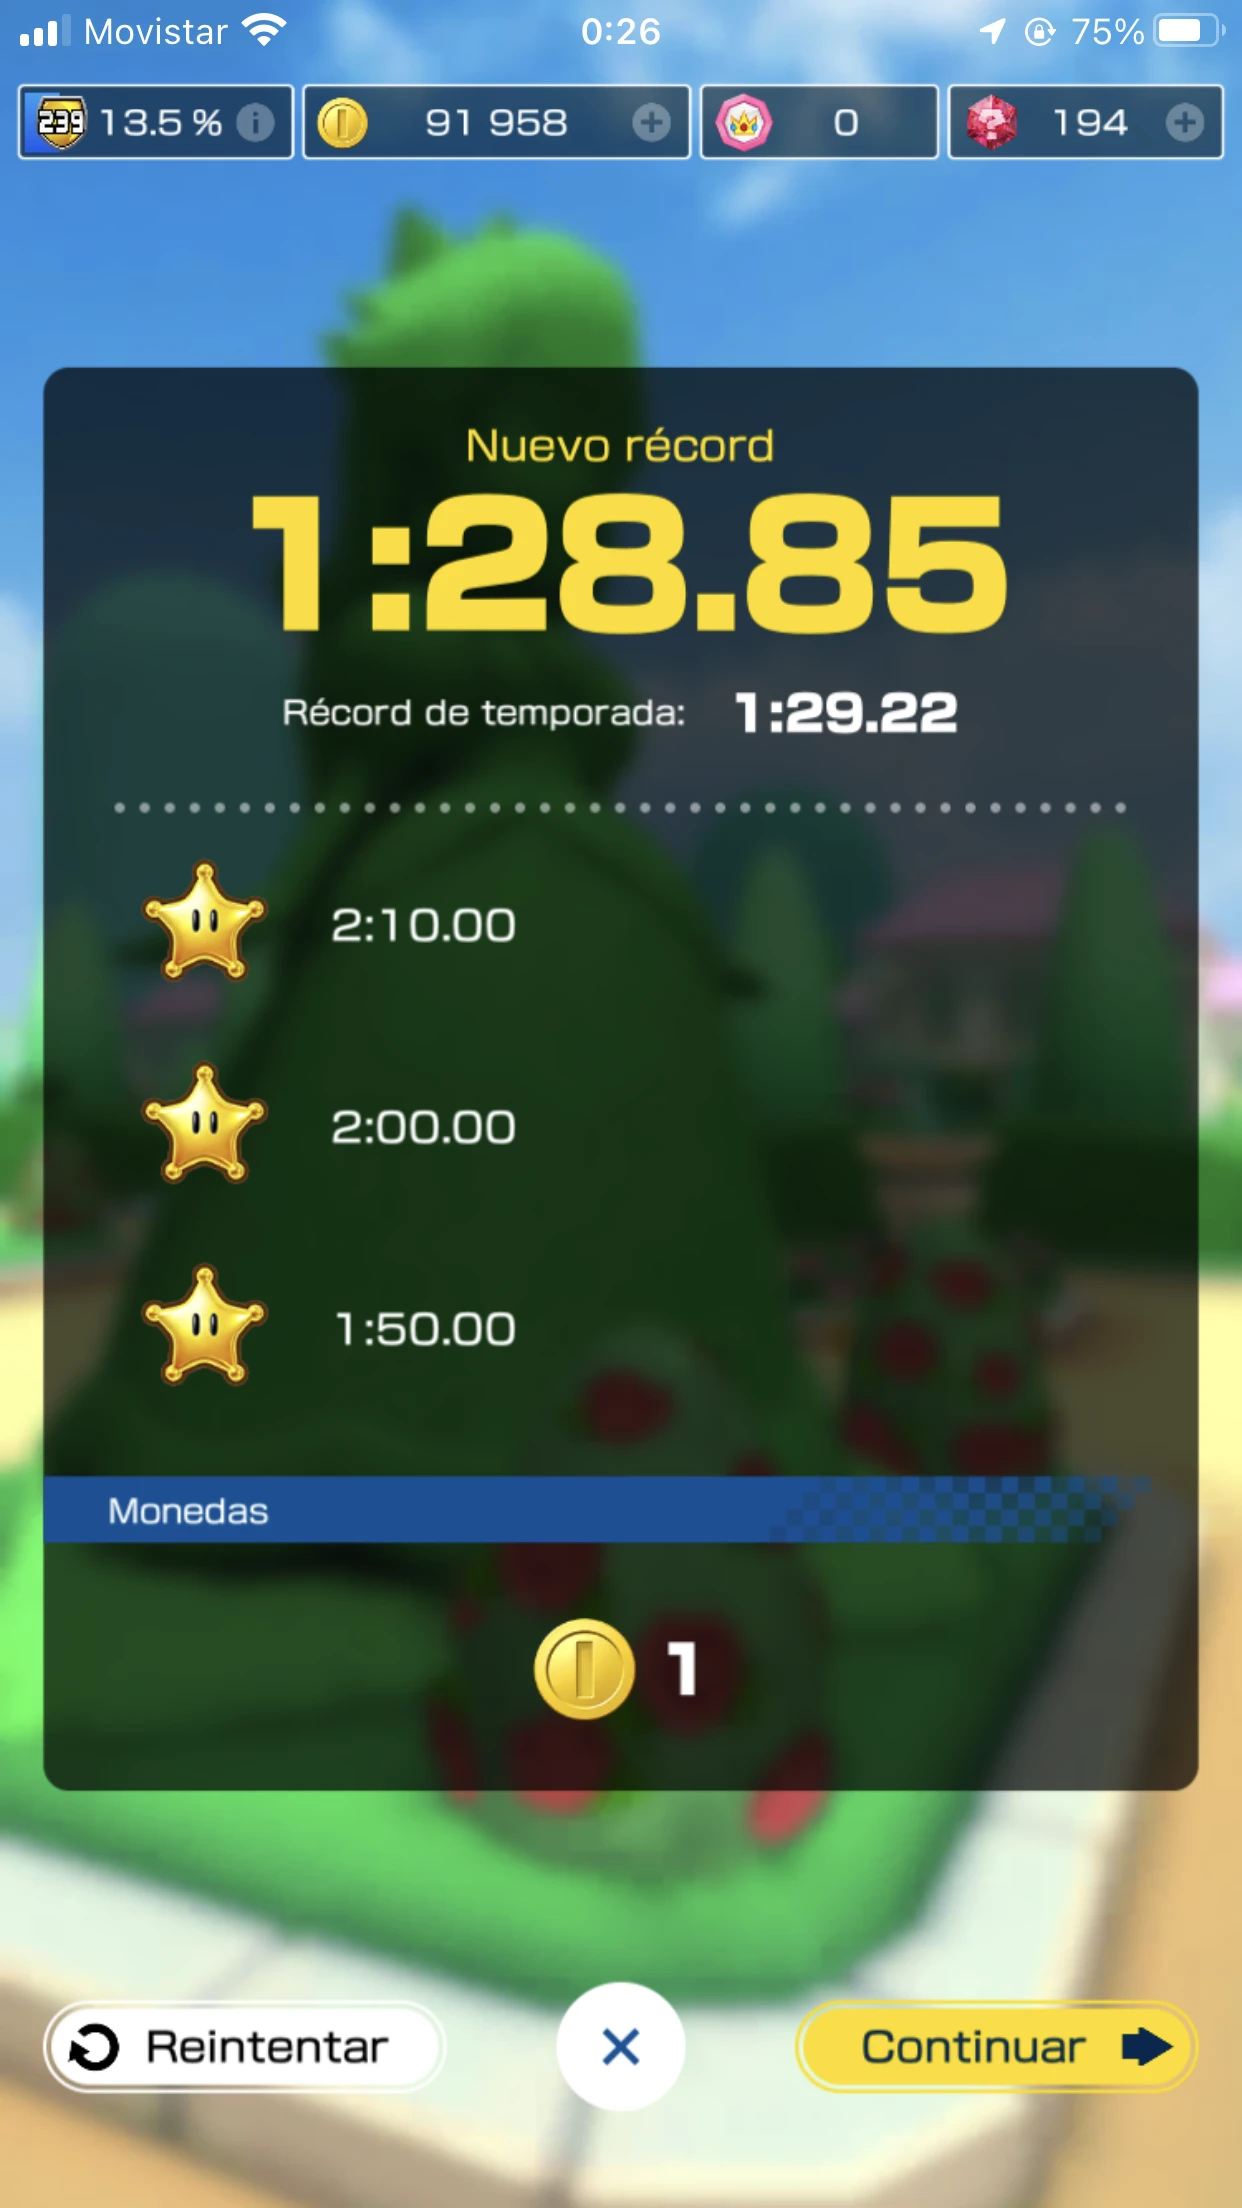 Movistar 0:26 75%
239 13.5 % i 91 958 0 194
Nuevo récord
1:28.85
Récord de temporada: 1:29.22
2:10.00
2:00.00
1:50.00
Monedas
1
Reintentar Continuar